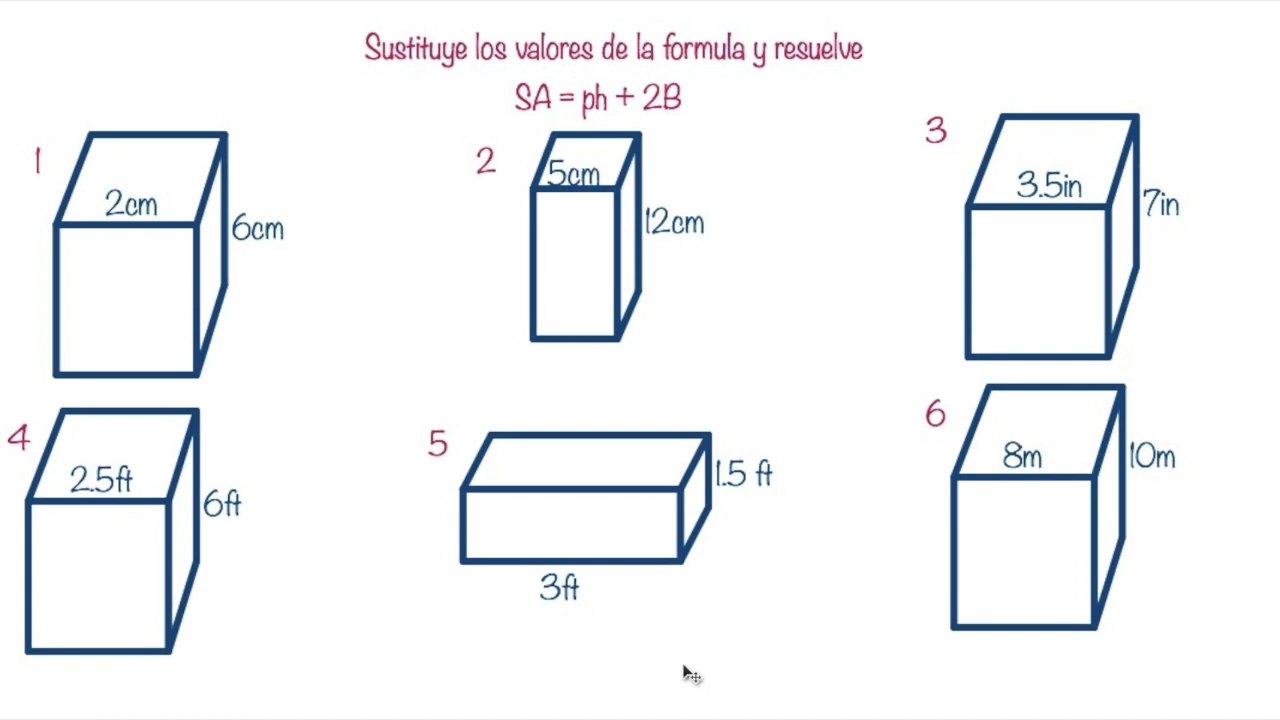 Sustituye los valores de la formula y resuelve
SA = ph + 2B
1
2cm
6cm
2
5cm
12cm
3
3.5in
7in
4
2.5ft
6ft
5
1.5 ft
3ft
6
8m
10m